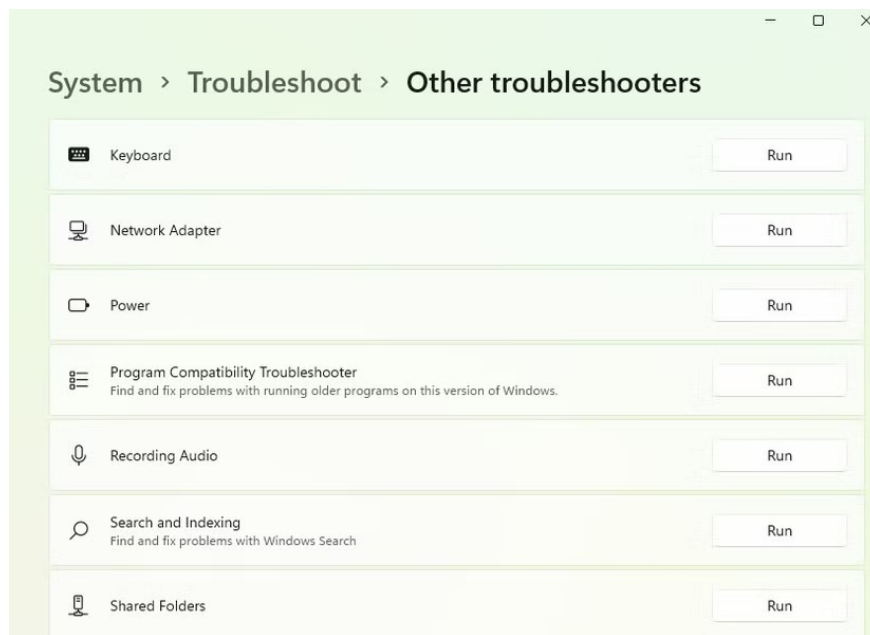 System > Troubleshoot > Other troubleshooters
Keyboard Run
Network Adapter Run
Power Run
Program Compatibility Troubleshooter
Find and fix problems with running older programs on this version of Windows.
Run
Recording Audio Run
Search and Indexing
Find and fix problems with Windows Search
Run
Shared Folders Run